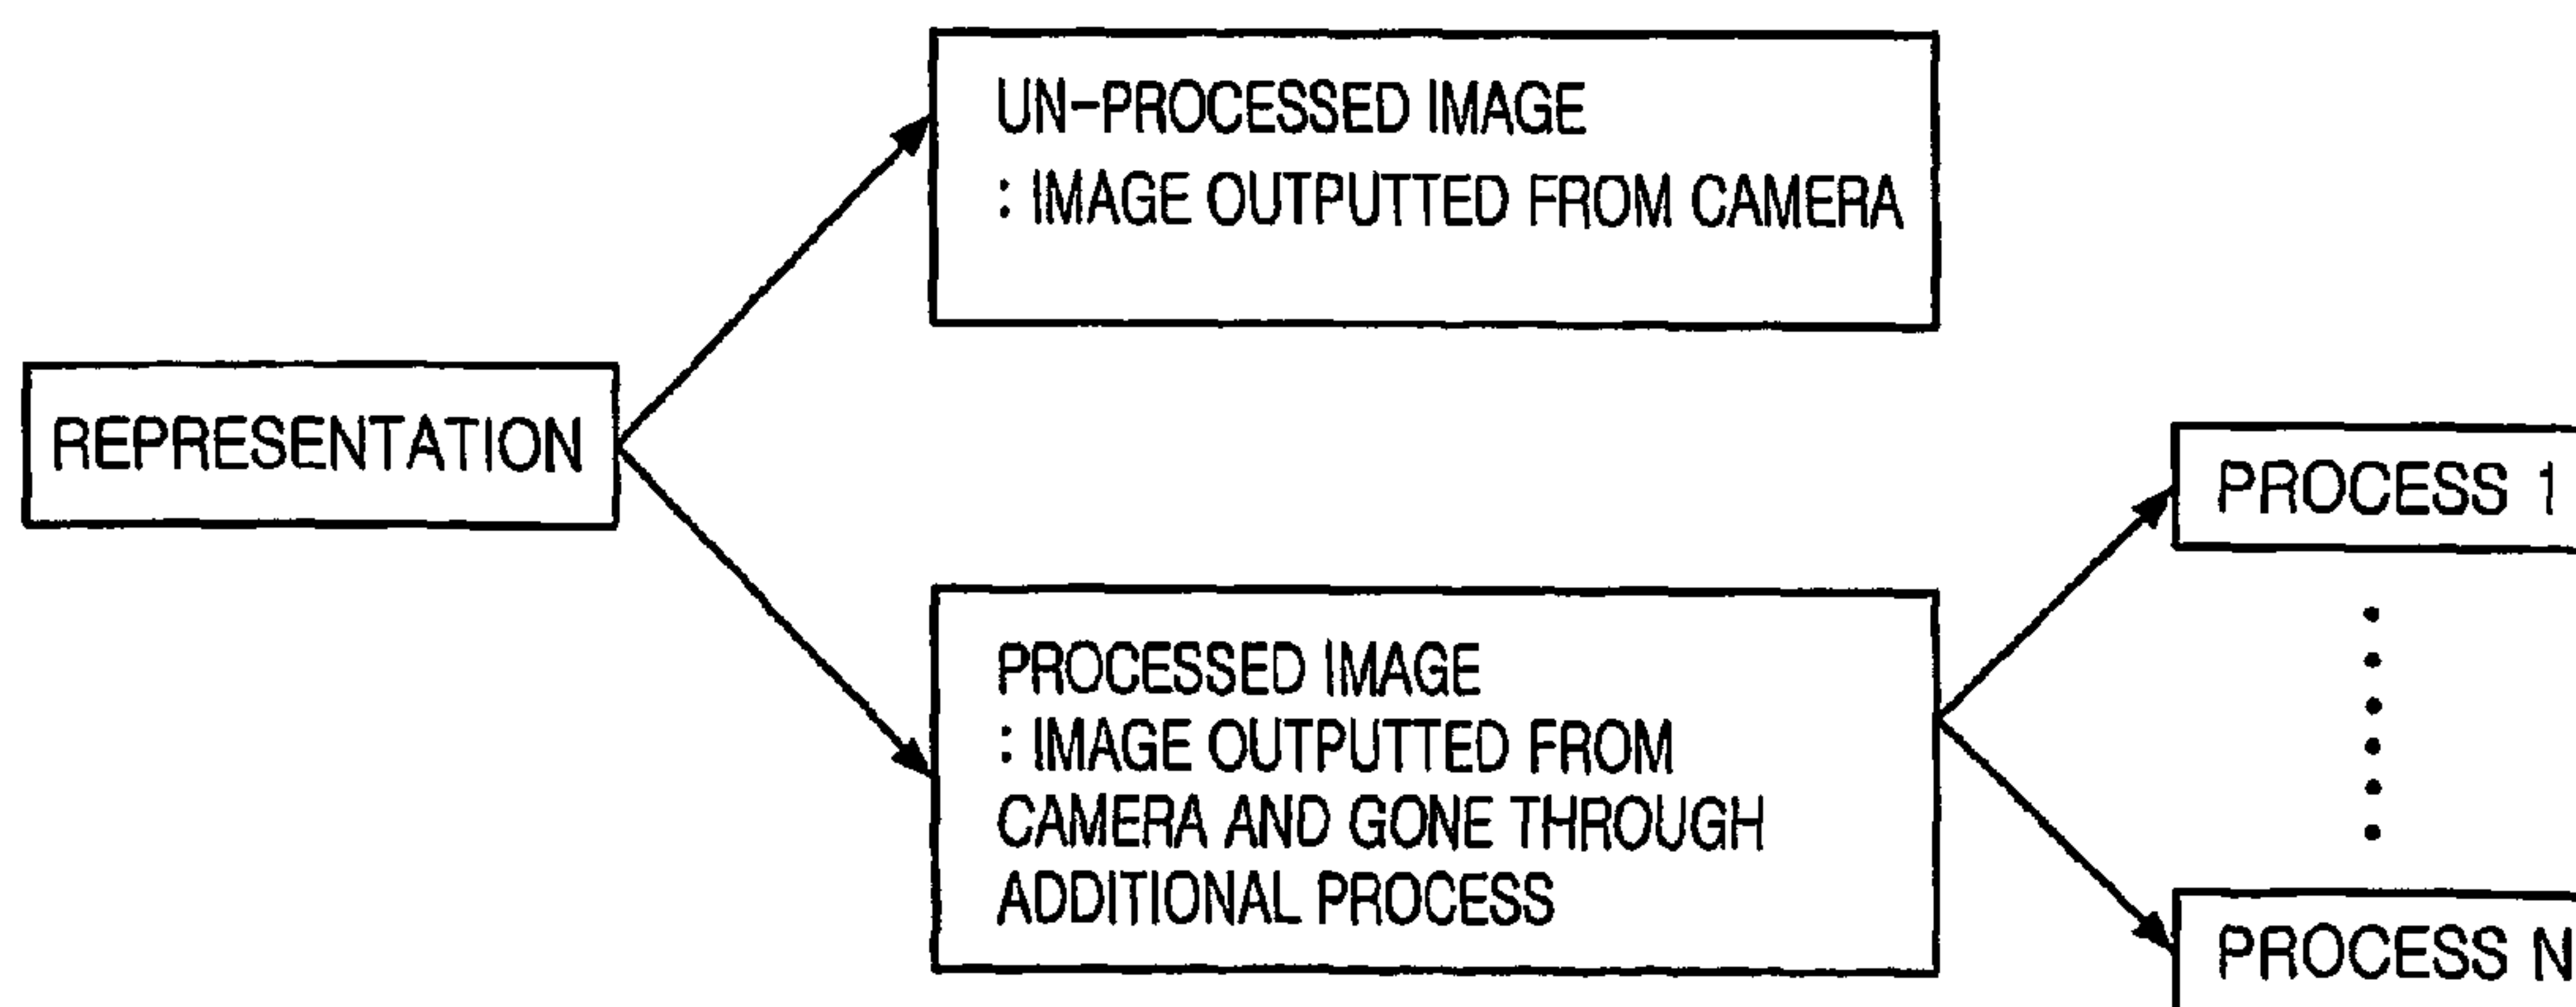 UN-PROCESSED IMAGE
: IMAGE OUTPUTTED FROM CAMERA
REPRESENTATION
PROCESS 1
PROCESSED IMAGE
: IMAGE OUTPUTTED FROM
CAMERA AND GONE THROUGH
ADDITIONAL PROCESS
PROCESS N